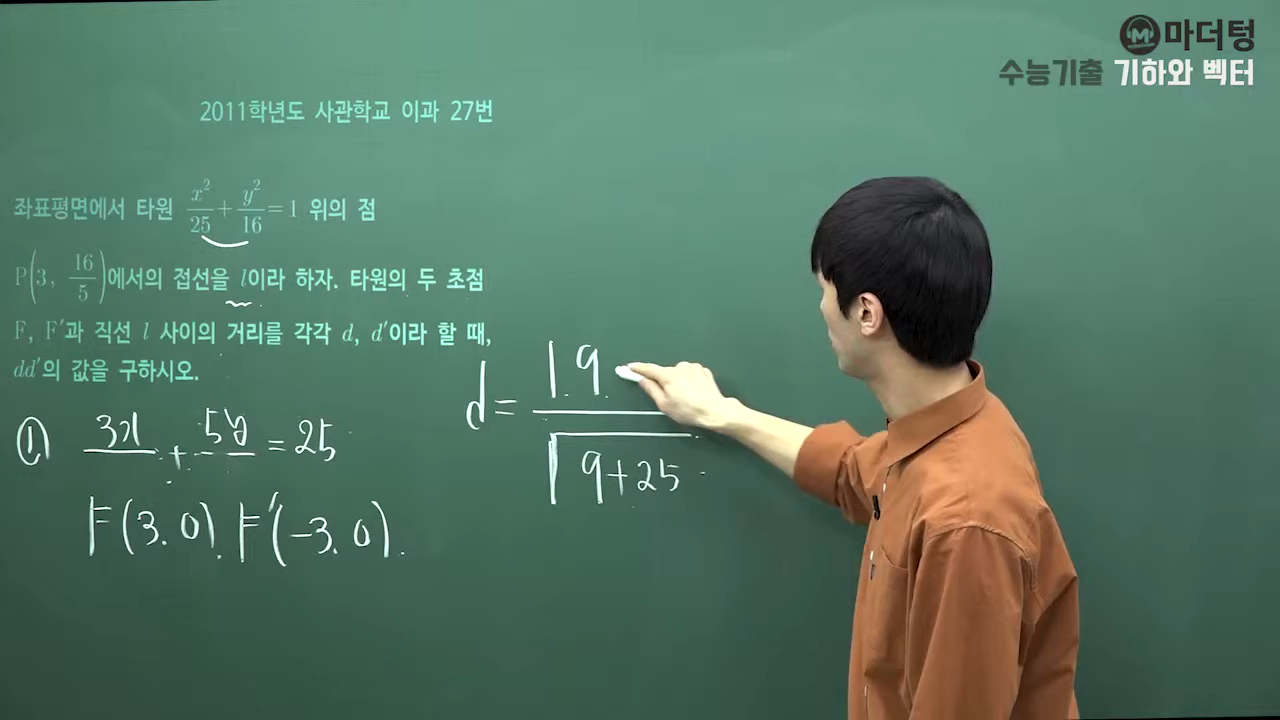 마더텅
수능기출 기하와 벡터
2011학년도 사관학교 이과 27번
좌표평면에서 타원 x²/25 + y²/16 = 1 위의 점
P(3, 16/5)에서의 접선을 l이라 하자. 타원의 두 초점
F, F′과 직선 l 사이의 거리를 각각 d, d′이라 할 때,
dd′의 값을 구하시오.
① 3x + 5y = 25
F(3. 0). F′(-3. 0).
d = |9
√9+25